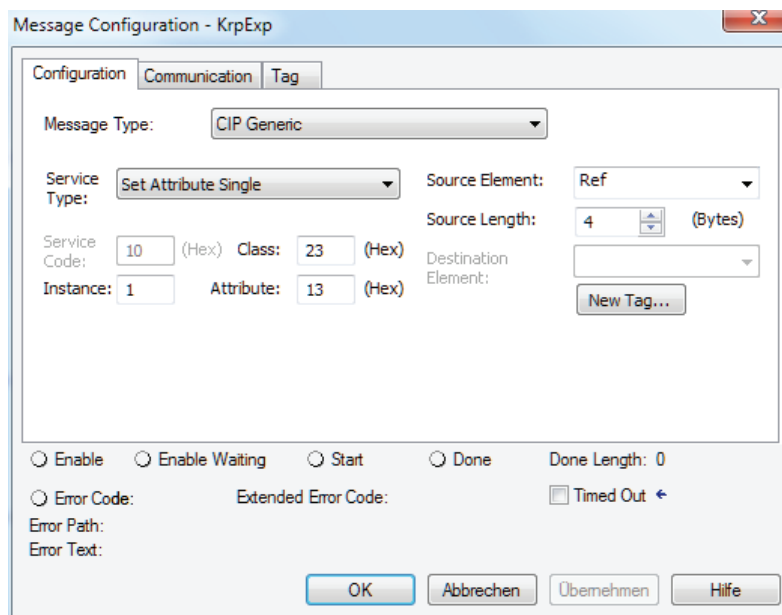 Message Configuration - KrpExp
X
Configuration Communication Tag
Message Type: CIP Generic
Service Type: Set Attribute Single
Source Element: Ref
Source Length: 4 (Bytes)
Service Code: 10 (Hex) Class: 23 (Hex)
Destination Element:
Instance: 1 Attribute: 13 (Hex)
New Tag...
Enable Enable Waiting Start Done Done Length: 0
Error Code: Extended Error Code: Timed Out ←
Error Path:
Error Text:
OK Abbrechen Übernehmen Hilfe